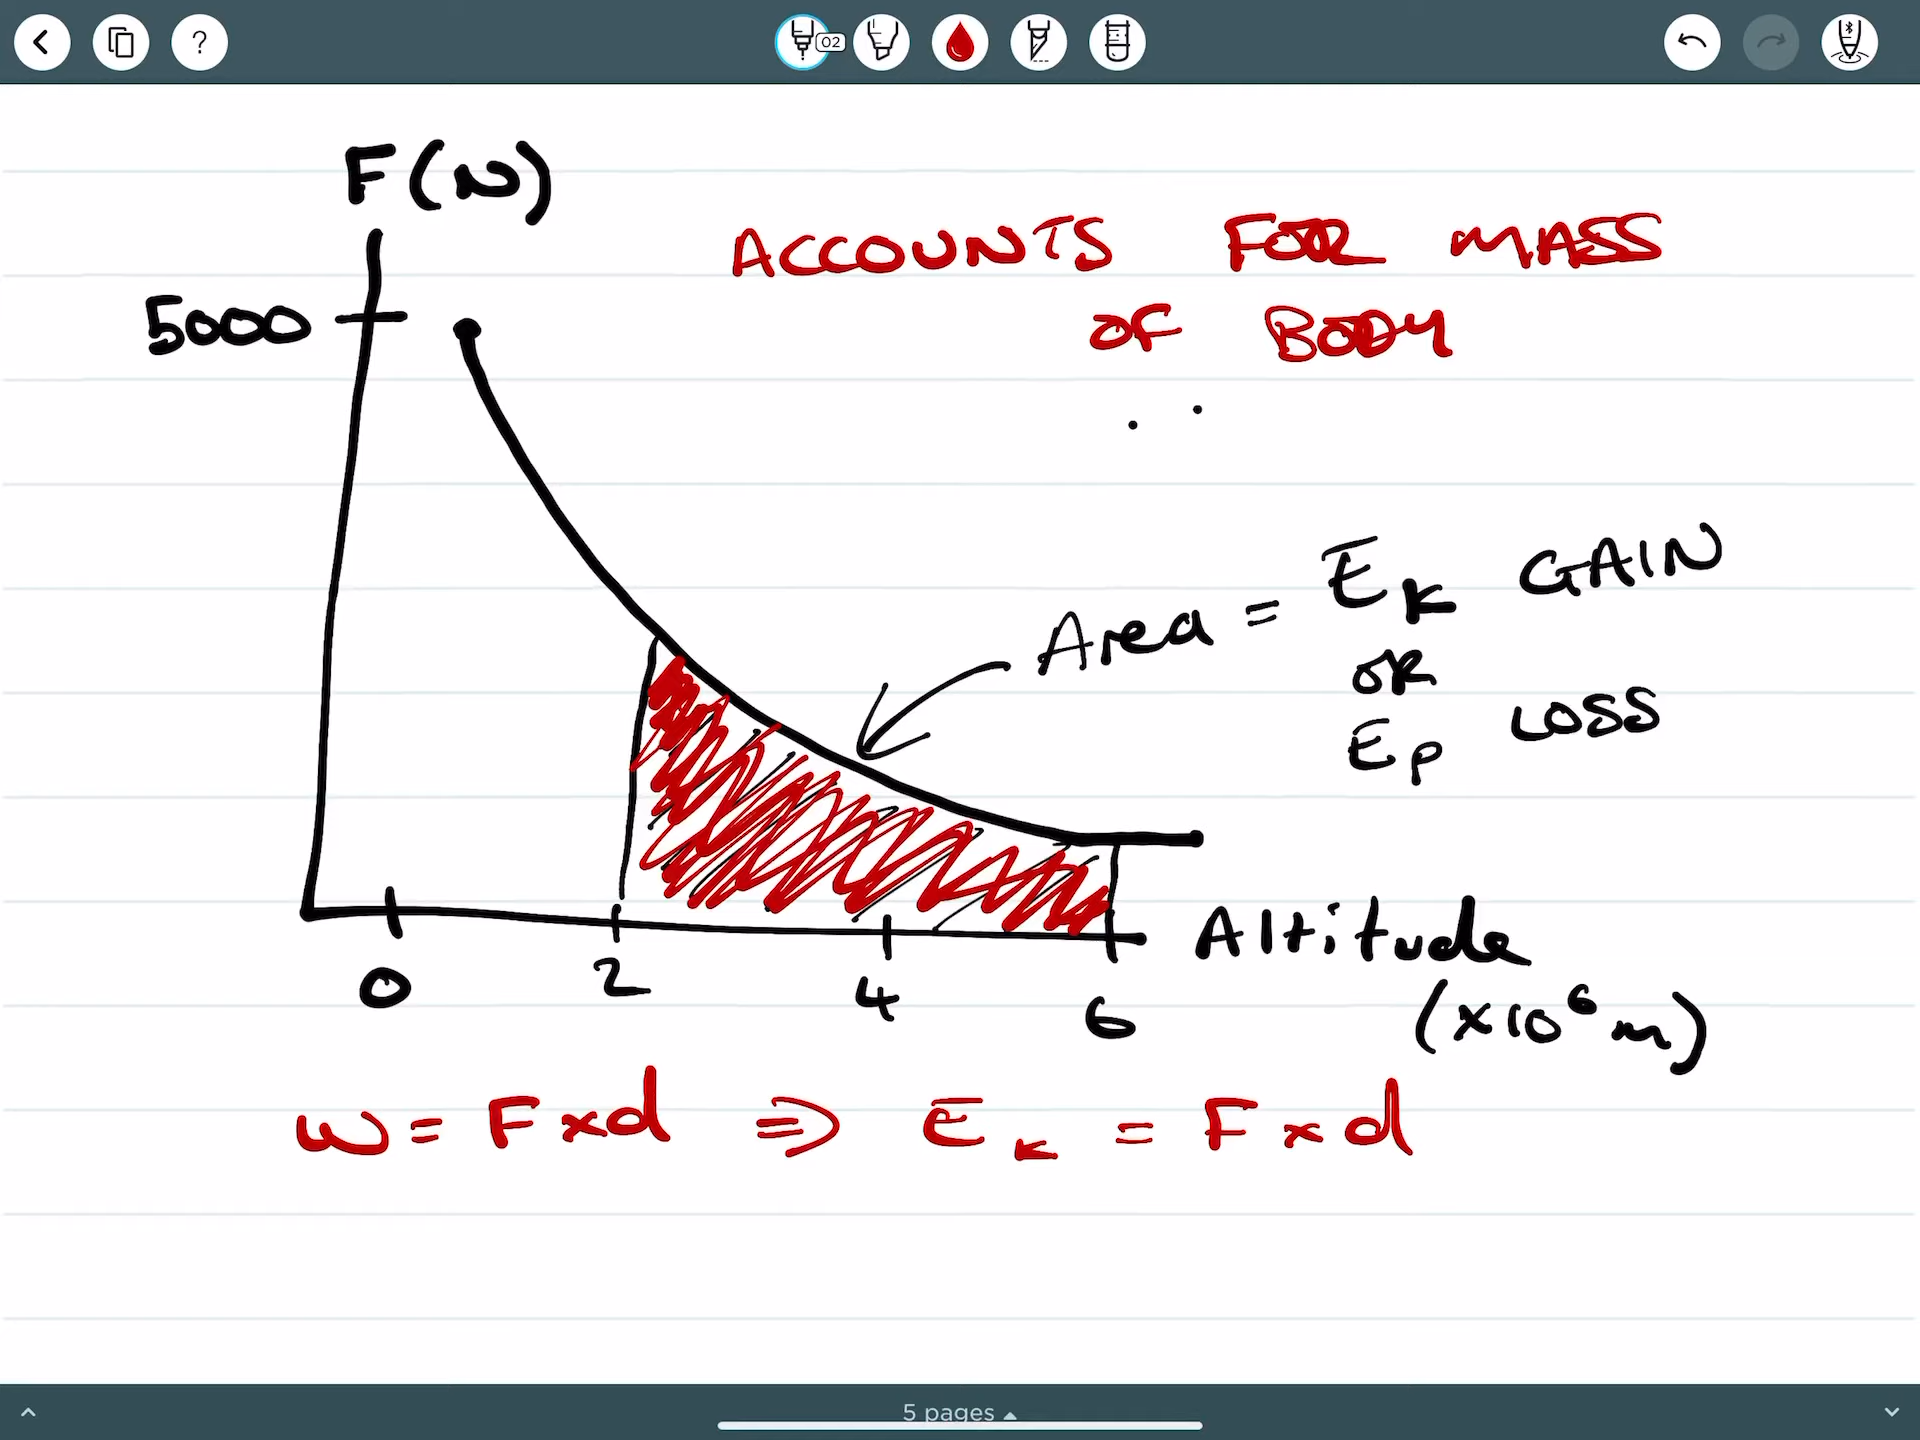 02
?
F(N)
ACCOUNTS FOR MASS
OF BODY
5000
Area = EK GAIN
OR
EP LOSS
0 2 4 6
Altitude
(x10⁶ m)
W = F x d ⇒ EK = F x d
5 pages